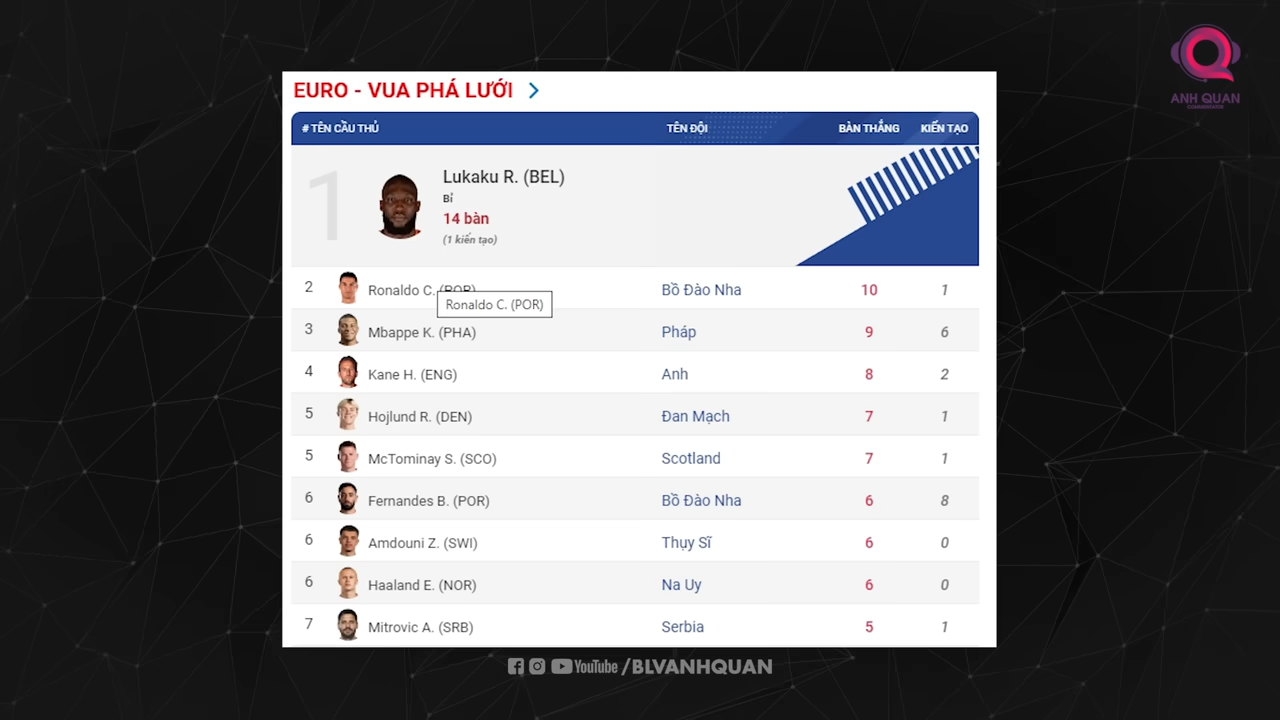 ANH QUAN
COMMENTATOR
EURO - VUA PHÁ LƯỚI
# TÊN CẦU THỦ TÊN ĐỘI BÀN THẮNG KIẾN TẠO
1 Lukaku R. (BEL)
Bỉ
14 bàn
(1 kiến tạo)
2 Ronaldo C. (POR) Bồ Đào Nha 10 1
Ronaldo C. (POR)
3 Mbappe K. (PHA) Pháp 9 6
4 Kane H. (ENG) Anh 8 2
5 Hojlund R. (DEN) Đan Mạch 7 1
5 McTominay S. (SCO) Scotland 7 1
6 Fernandes B. (POR) Bồ Đào Nha 6 8
6 Amdouni Z. (SWI) Thụy Sĩ 6 0
6 Haaland E. (NOR) Na Uy 6 0
7 Mitrovic A. (SRB) Serbia 5 1
YouTube /BLVANHQUAN